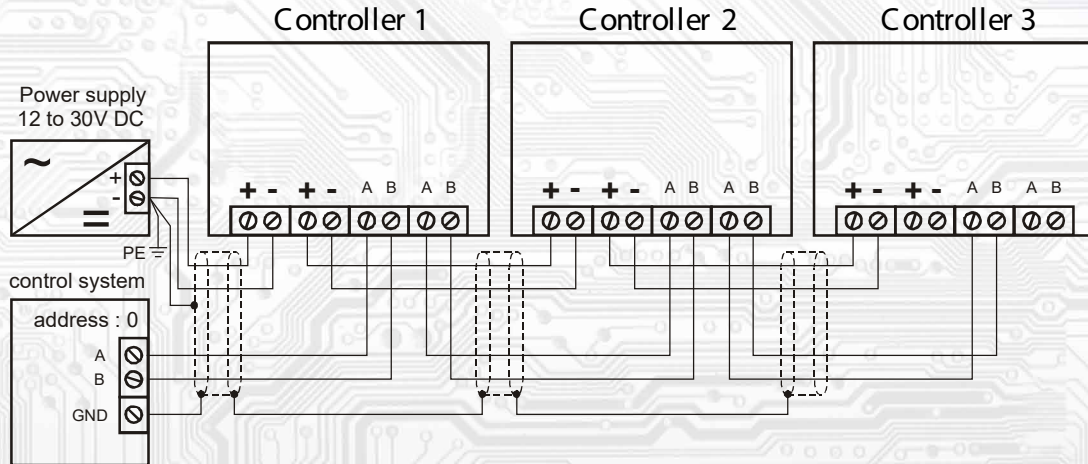 Controller 1
Controller 2
Controller 3
Power supply
12 to 30V DC
~
+
-
=
PE
+ - + - A B A B
+ - + - A B A B
+ - + - A B A B
control system
address : 0
A
B
GND